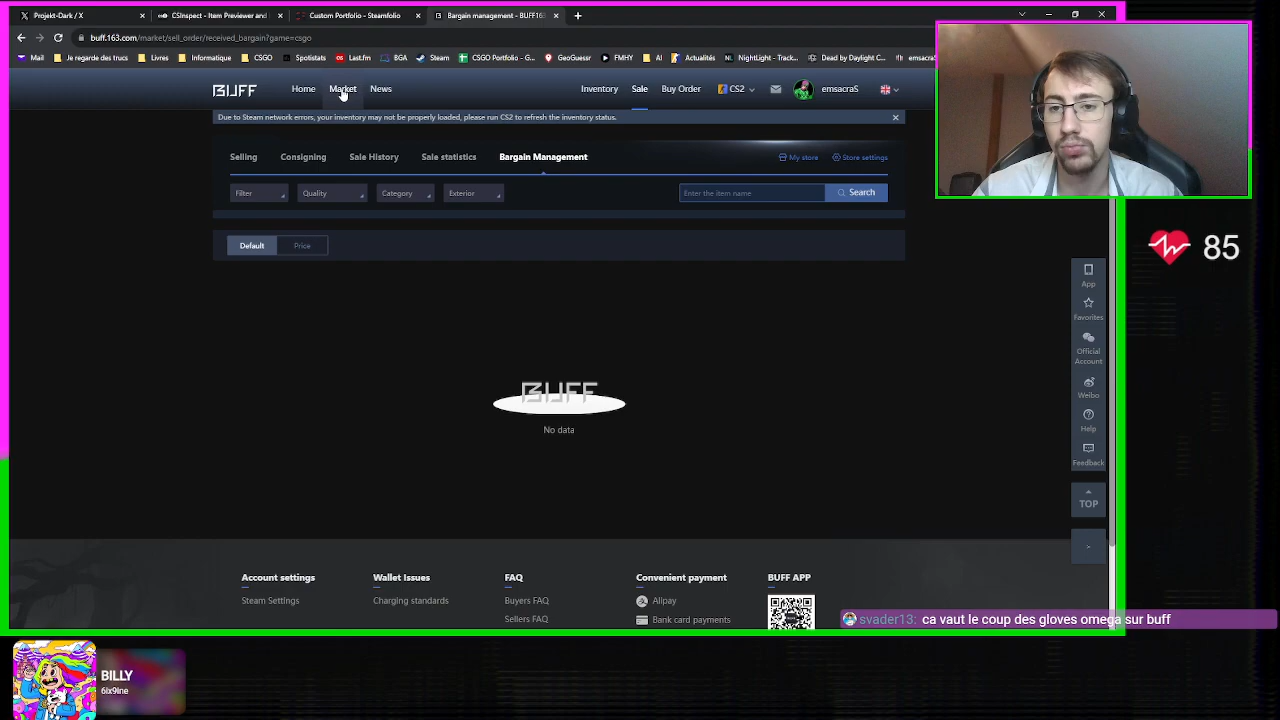 Projekt-Dark / X
CSInspect - Item Previewer and
Custom Portfolio - Steamfolio
Bargain management - BUFF163
buff.163.com/market/sell_order/received_bargain?game=csgo
Mail
Je regarde des trucs
Livres
Informatique
CSGO
Spotistats
Last.fm
BGA
Steam
CSGO Portfolio - G...
GeoGuessr
FMHY
AI
Actualités
NightLight - Track...
Dead by Daylight C...
emsacraS
BUFF
Home
Market
News
Inventory
Sale
Buy Order
CS2
emsacraS
Due to Steam network errors, your inventory may not be properly loaded, please run CS2 to refresh the inventory status.
Selling
Consigning
Sale History
Sale statistics
Bargain Management
My store
Store settings
Filter
Quality
Category
Exterior
Enter the item name
Search
Default
Price
85
App
Favorites
Official
Account
Weibo
Help
Feedback
TOP
>
BUFF
No data
Account settings
Wallet Issues
FAQ
Convenient payment
BUFF APP
Steam Settings
Charging standards
Buyers FAQ
Alipay
Sellers FAQ
Bank card payments
svader13: ca vaut le coup des gloves omega sur buff
BILLY
6ix9ine